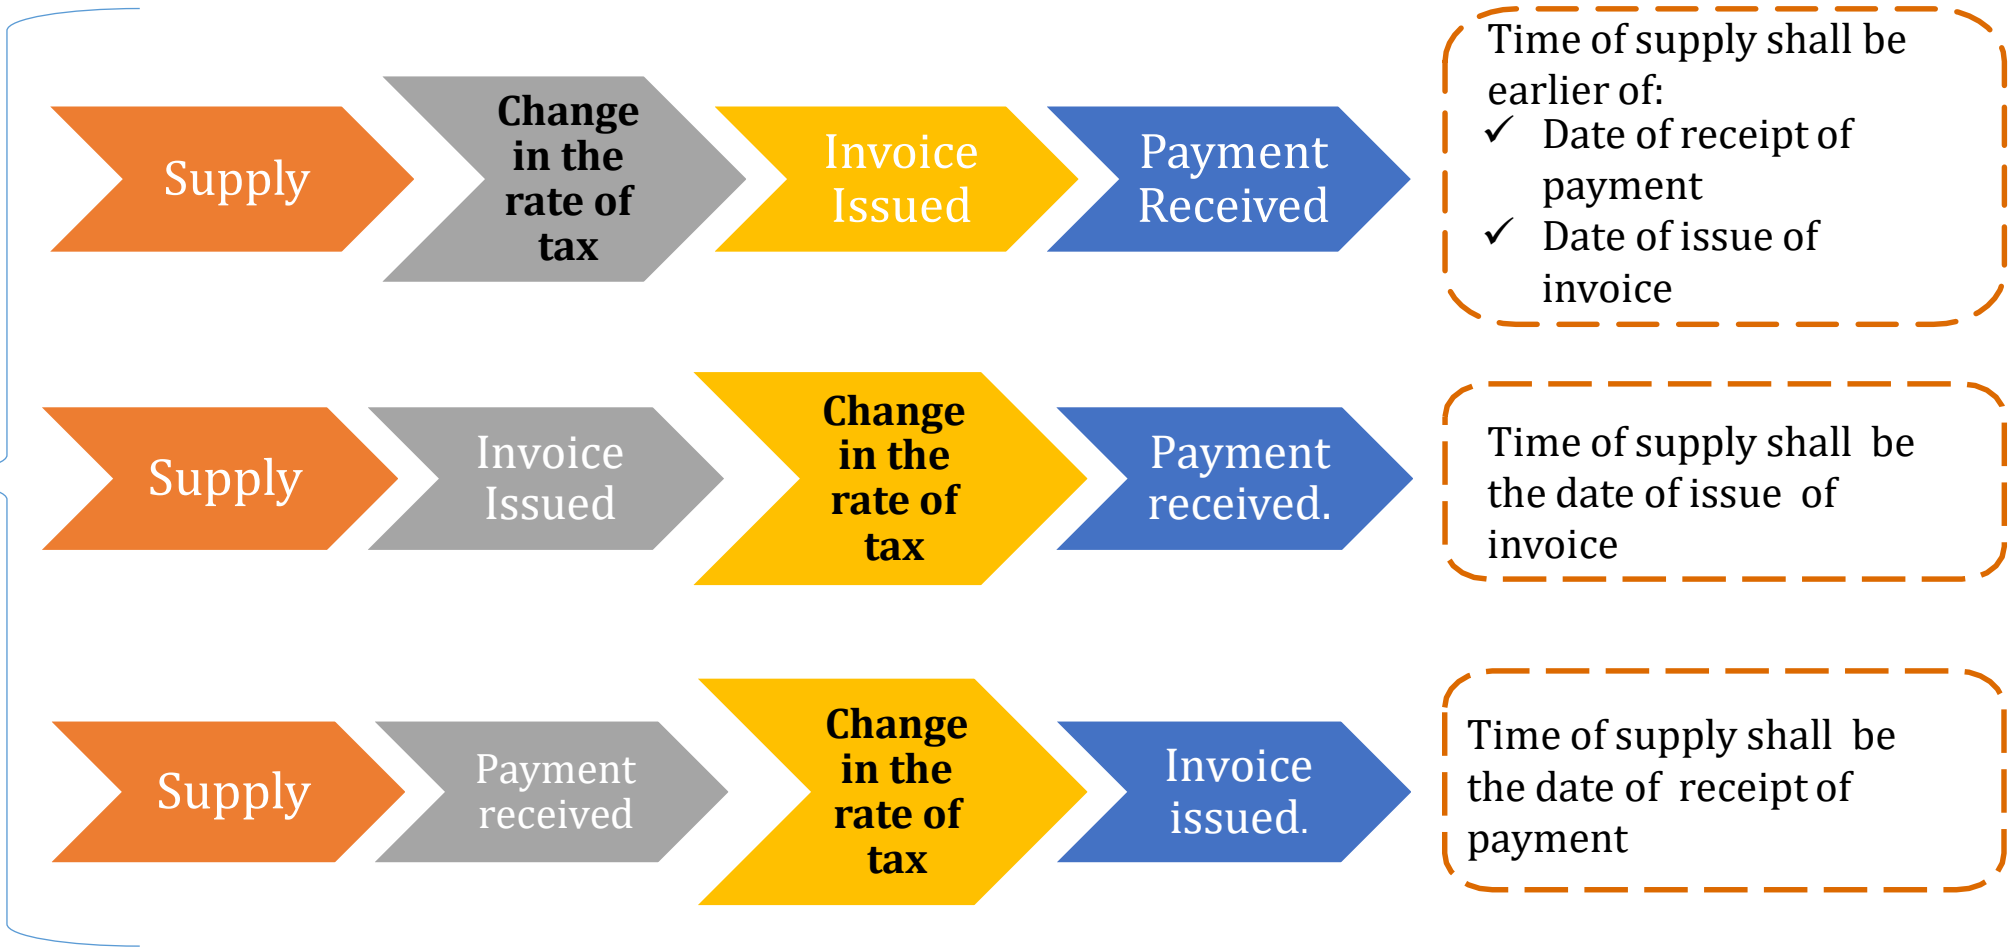 Supply
Change
in the
rate of
tax
Invoice
Issued
Payment
Received
Time of supply shall be
earlier of:
✓ Date of receipt of
payment
✓ Date of issue of
invoice
Supply
Invoice
Issued
Change
in the
rate of
tax
Payment
received.
Time of supply shall be
the date of issue of
invoice
Supply
Payment
received
Change
in the
rate of
tax
Invoice
issued.
Time of supply shall be
the date of receipt of
payment